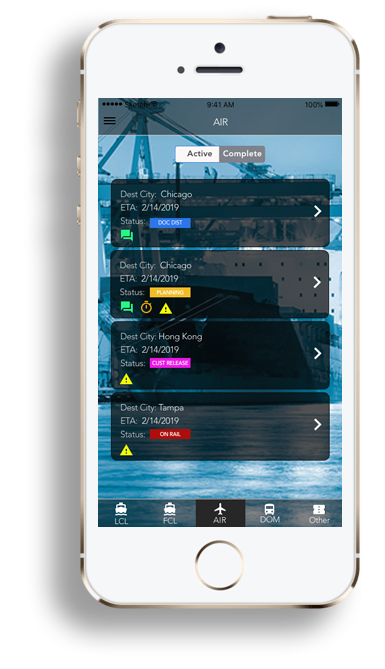 9:41 AM
100%
AIR
Active Complete
Dest City: Chicago
ETA: 2/14/2019
Status: DOC DIST
Dest City: Chicago
ETA: 2/14/2019
Status: PLANNING
Dest City: Hong Kong
ETA: 2/14/2019
Status: CUST RELEASE
Dest City: Tampa
ETA: 2/14/2019
Status: ON RAIL
LCL FCL AIR DOM Other